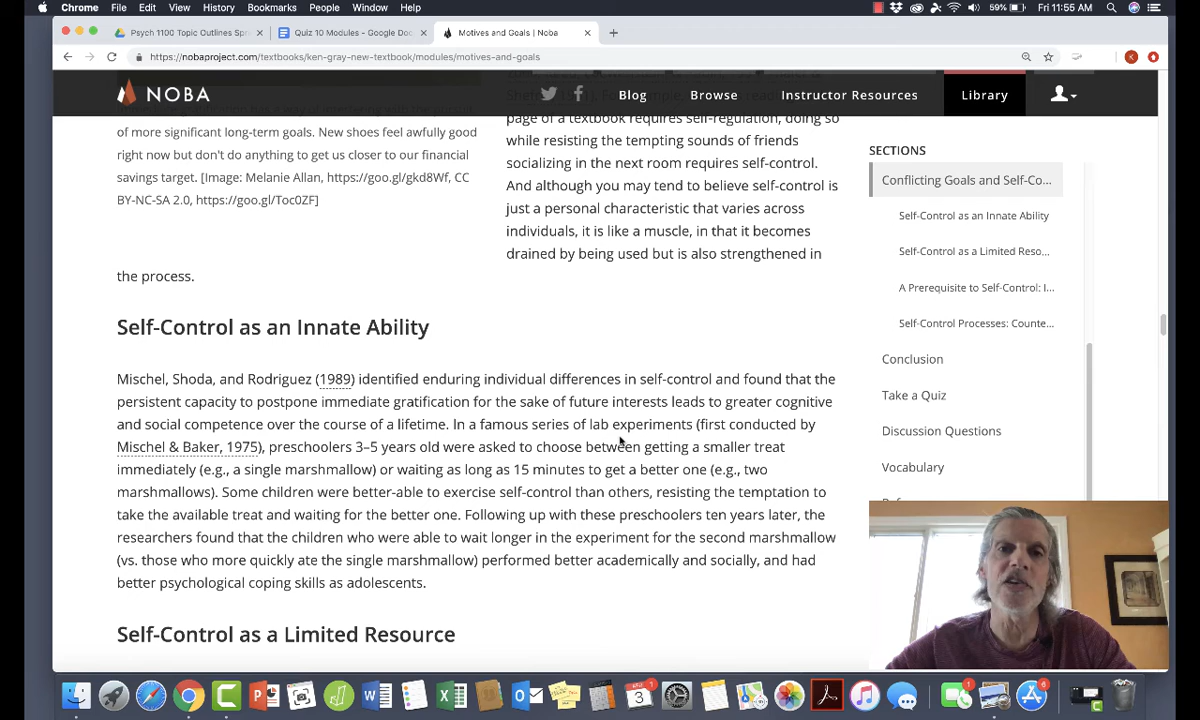 Chrome File Edit View History Bookmarks People Window Help
59% Fri 11:55 AM
Psych 1100 Topic Outlines Spr
Quiz 10 Modules - Google Doc
Motives and Goals | Noba
https://nobaproject.com/textbooks/ken-gray-new-textbook/modules/motives-and-goals
NOBA
Blog Browse Instructor Resources Library
of more significant long-term goals. New shoes feel awfully good
right now but don't do anything to get us closer to our financial
savings target. [Image: Melanie Allan, https://goo.gl/gkd8Wf, CC
BY-NC-SA 2.0, https://goo.gl/Toc0ZF]
page of a textbook requires self-regulation, doing so
while resisting the tempting sounds of friends
socializing in the next room requires self-control.
And although you may tend to believe self-control is
just a personal characteristic that varies across
individuals, it is like a muscle, in that it becomes
drained by being used but is also strengthened in
the process.
Self-Control as an Innate Ability
Mischel, Shoda, and Rodriguez (1989) identified enduring individual differences in self-control and found that the
persistent capacity to postpone immediate gratification for the sake of future interests leads to greater cognitive
and social competence over the course of a lifetime. In a famous series of lab experiments (first conducted by
Mischel & Baker, 1975), preschoolers 3–5 years old were asked to choose between getting a smaller treat
immediately (e.g., a single marshmallow) or waiting as long as 15 minutes to get a better one (e.g., two
marshmallows). Some children were better-able to exercise self-control than others, resisting the temptation to
take the available treat and waiting for the better one. Following up with these preschoolers ten years later, the
researchers found that the children who were able to wait longer in the experiment for the second marshmallow
(vs. those who more quickly ate the single marshmallow) performed better academically and socially, and had
better psychological coping skills as adolescents.
Self-Control as a Limited Resource
SECTIONS
Conflicting Goals and Self-Co...
Self-Control as an Innate Ability
Self-Control as a Limited Reso...
A Prerequisite to Self-Control: I...
Self-Control Processes: Counte...
Conclusion
Take a Quiz
Discussion Questions
Vocabulary